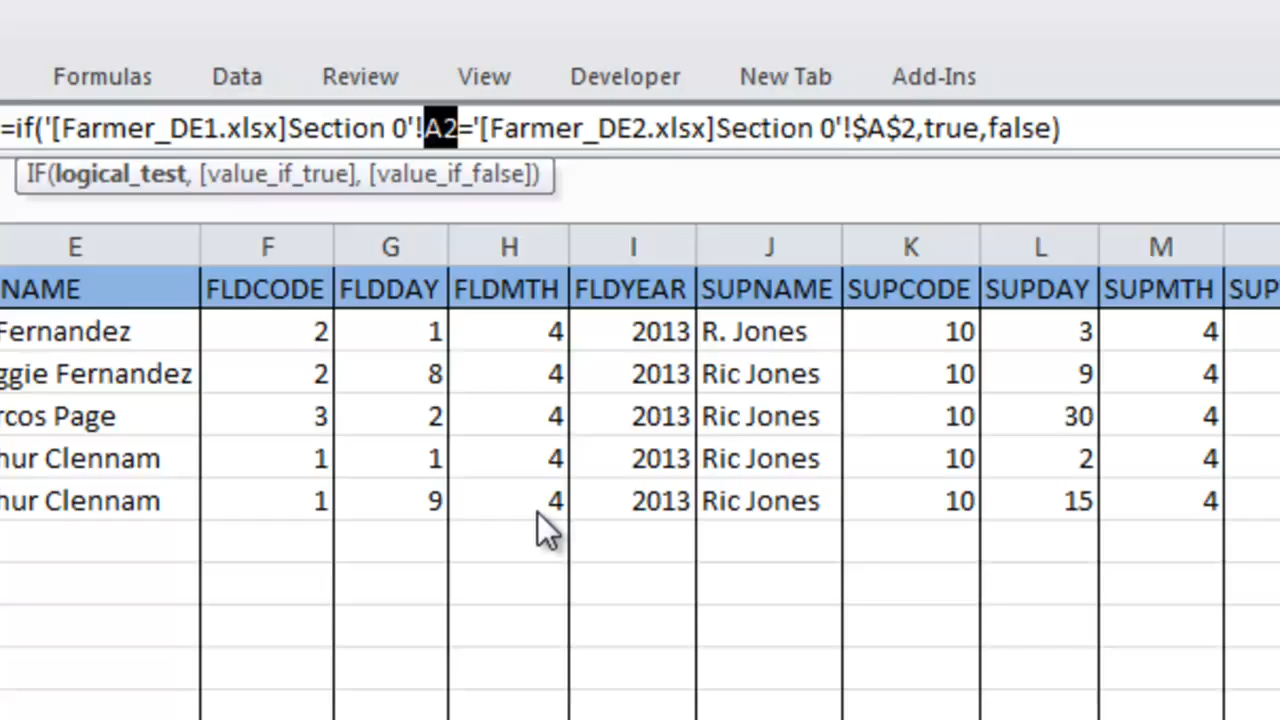 Formulas Data Review View Developer New Tab Add-Ins
=if('[Farmer_DE1.xlsx]Section 0'!A2='[Farmer_DE2.xlsx]Section 0'!$A$2,true,false)
IF(logical_test, [value_if_true], [value_if_false])
E F G H I J K L M
NAME FLDCODE FLDDAY FLDMTH FLDYEAR SUPNAME SUPCODE SUPDAY SUPMTH SUP
Fernandez 2 1 4 2013 R. Jones 10 3 4
ggie Fernandez 2 8 4 2013 Ric Jones 10 9 4
rcos Page 3 2 4 2013 Ric Jones 10 30 4
hur Clennam 1 1 4 2013 Ric Jones 10 2 4
hur Clennam 1 9 4 2013 Ric Jones 10 15 4